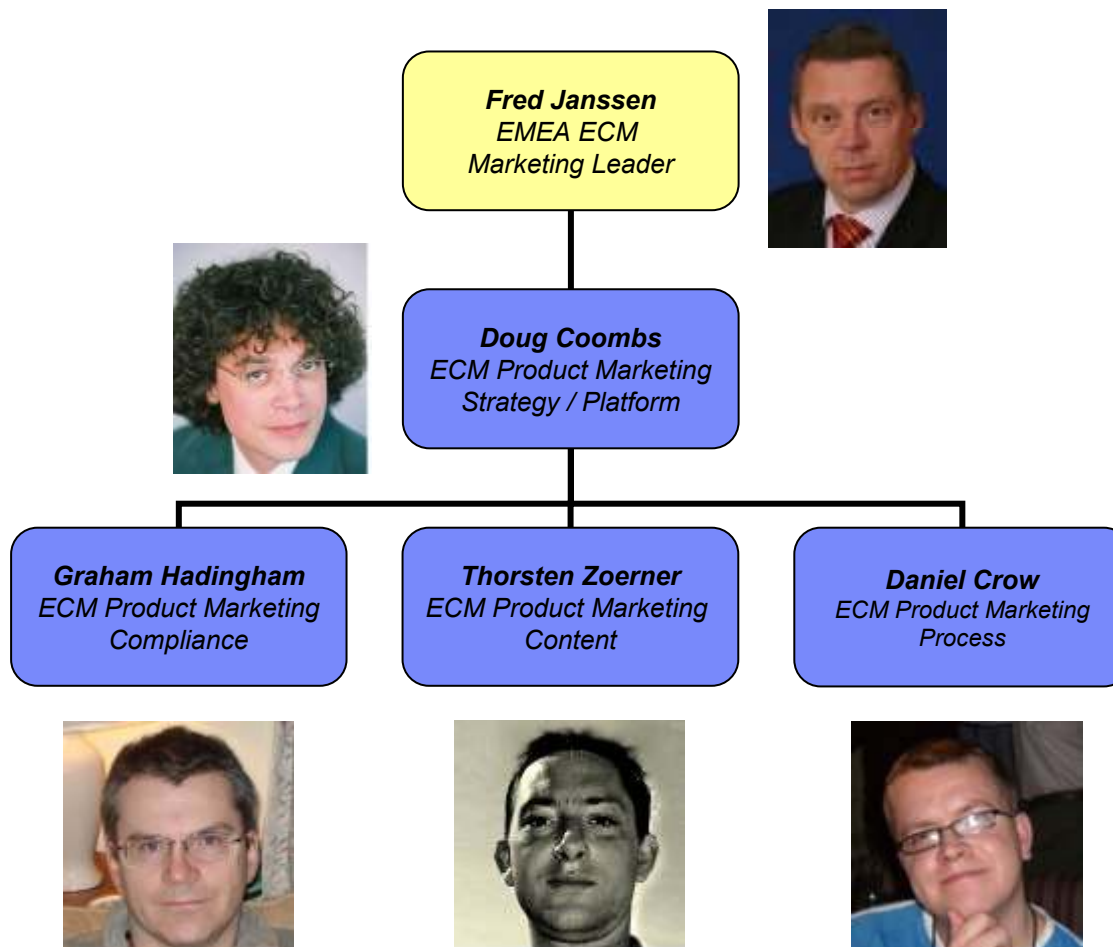 Fred Janssen
EMEA ECM
Marketing Leader
Doug Coombs
ECM Product Marketing
Strategy / Platform
Graham Hadingham
ECM Product Marketing
Compliance
Thorsten Zoerner
ECM Product Marketing
Content
Daniel Crow
ECM Product Marketing
Process